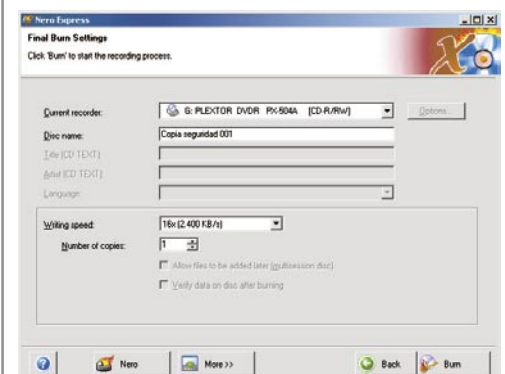 Nero Express
Final Burn Settings
Click 'Burn' to start the recording process.
Current recorder: G: PLEXTOR DVDR PX-504A [CD-R/RW] Options...
Disc name: Copia seguridad 001
Title (CD TEXT):
Artist (CD TEXT):
Language:
Writing speed: 16x (2.400 KB/s)
Number of copies: 1
Allow files to be added later (multisession disc)
Verify data on disc after burning
Nero More >> Back Burn